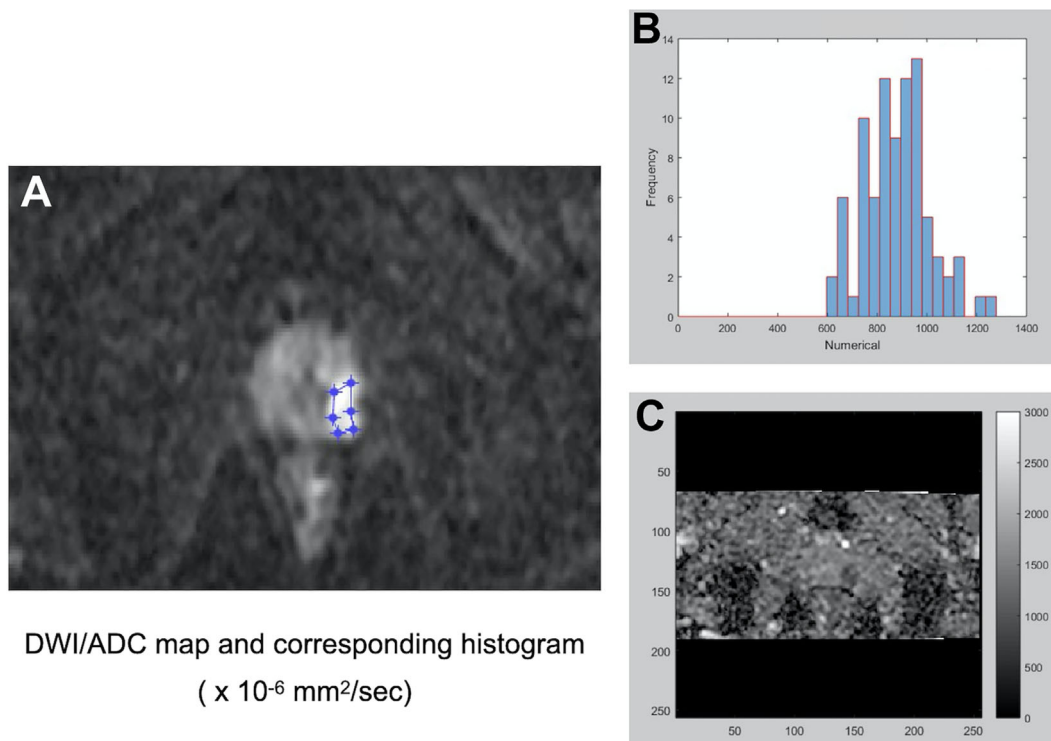 A
DWI/ADC map and corresponding histogram
( x 10⁻⁶ mm²/sec)
B
14
12
10
8
6
4
2
0
Frequency
0 200 400 600 800 1000 1200 1400
Numerical
C
50
100
150
200
250
50 100 150 200 250
3000
2500
2000
1500
1000
500
0